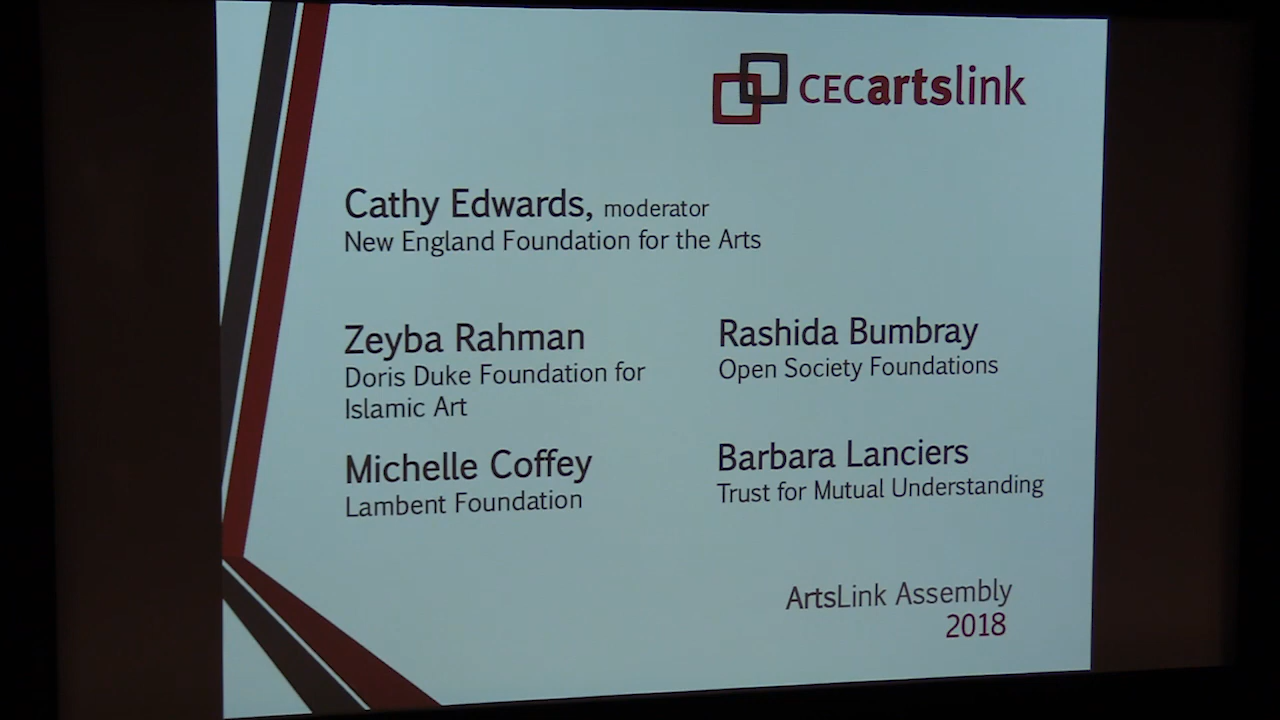 CECartslink
Cathy Edwards, moderator
New England Foundation for the Arts
Zeyba Rahman
Doris Duke Foundation for
Islamic Art
Michelle Coffey
Lambent Foundation
Rashida Bumbray
Open Society Foundations
Barbara Lanciers
Trust for Mutual Understanding
ArtsLink Assembly
2018